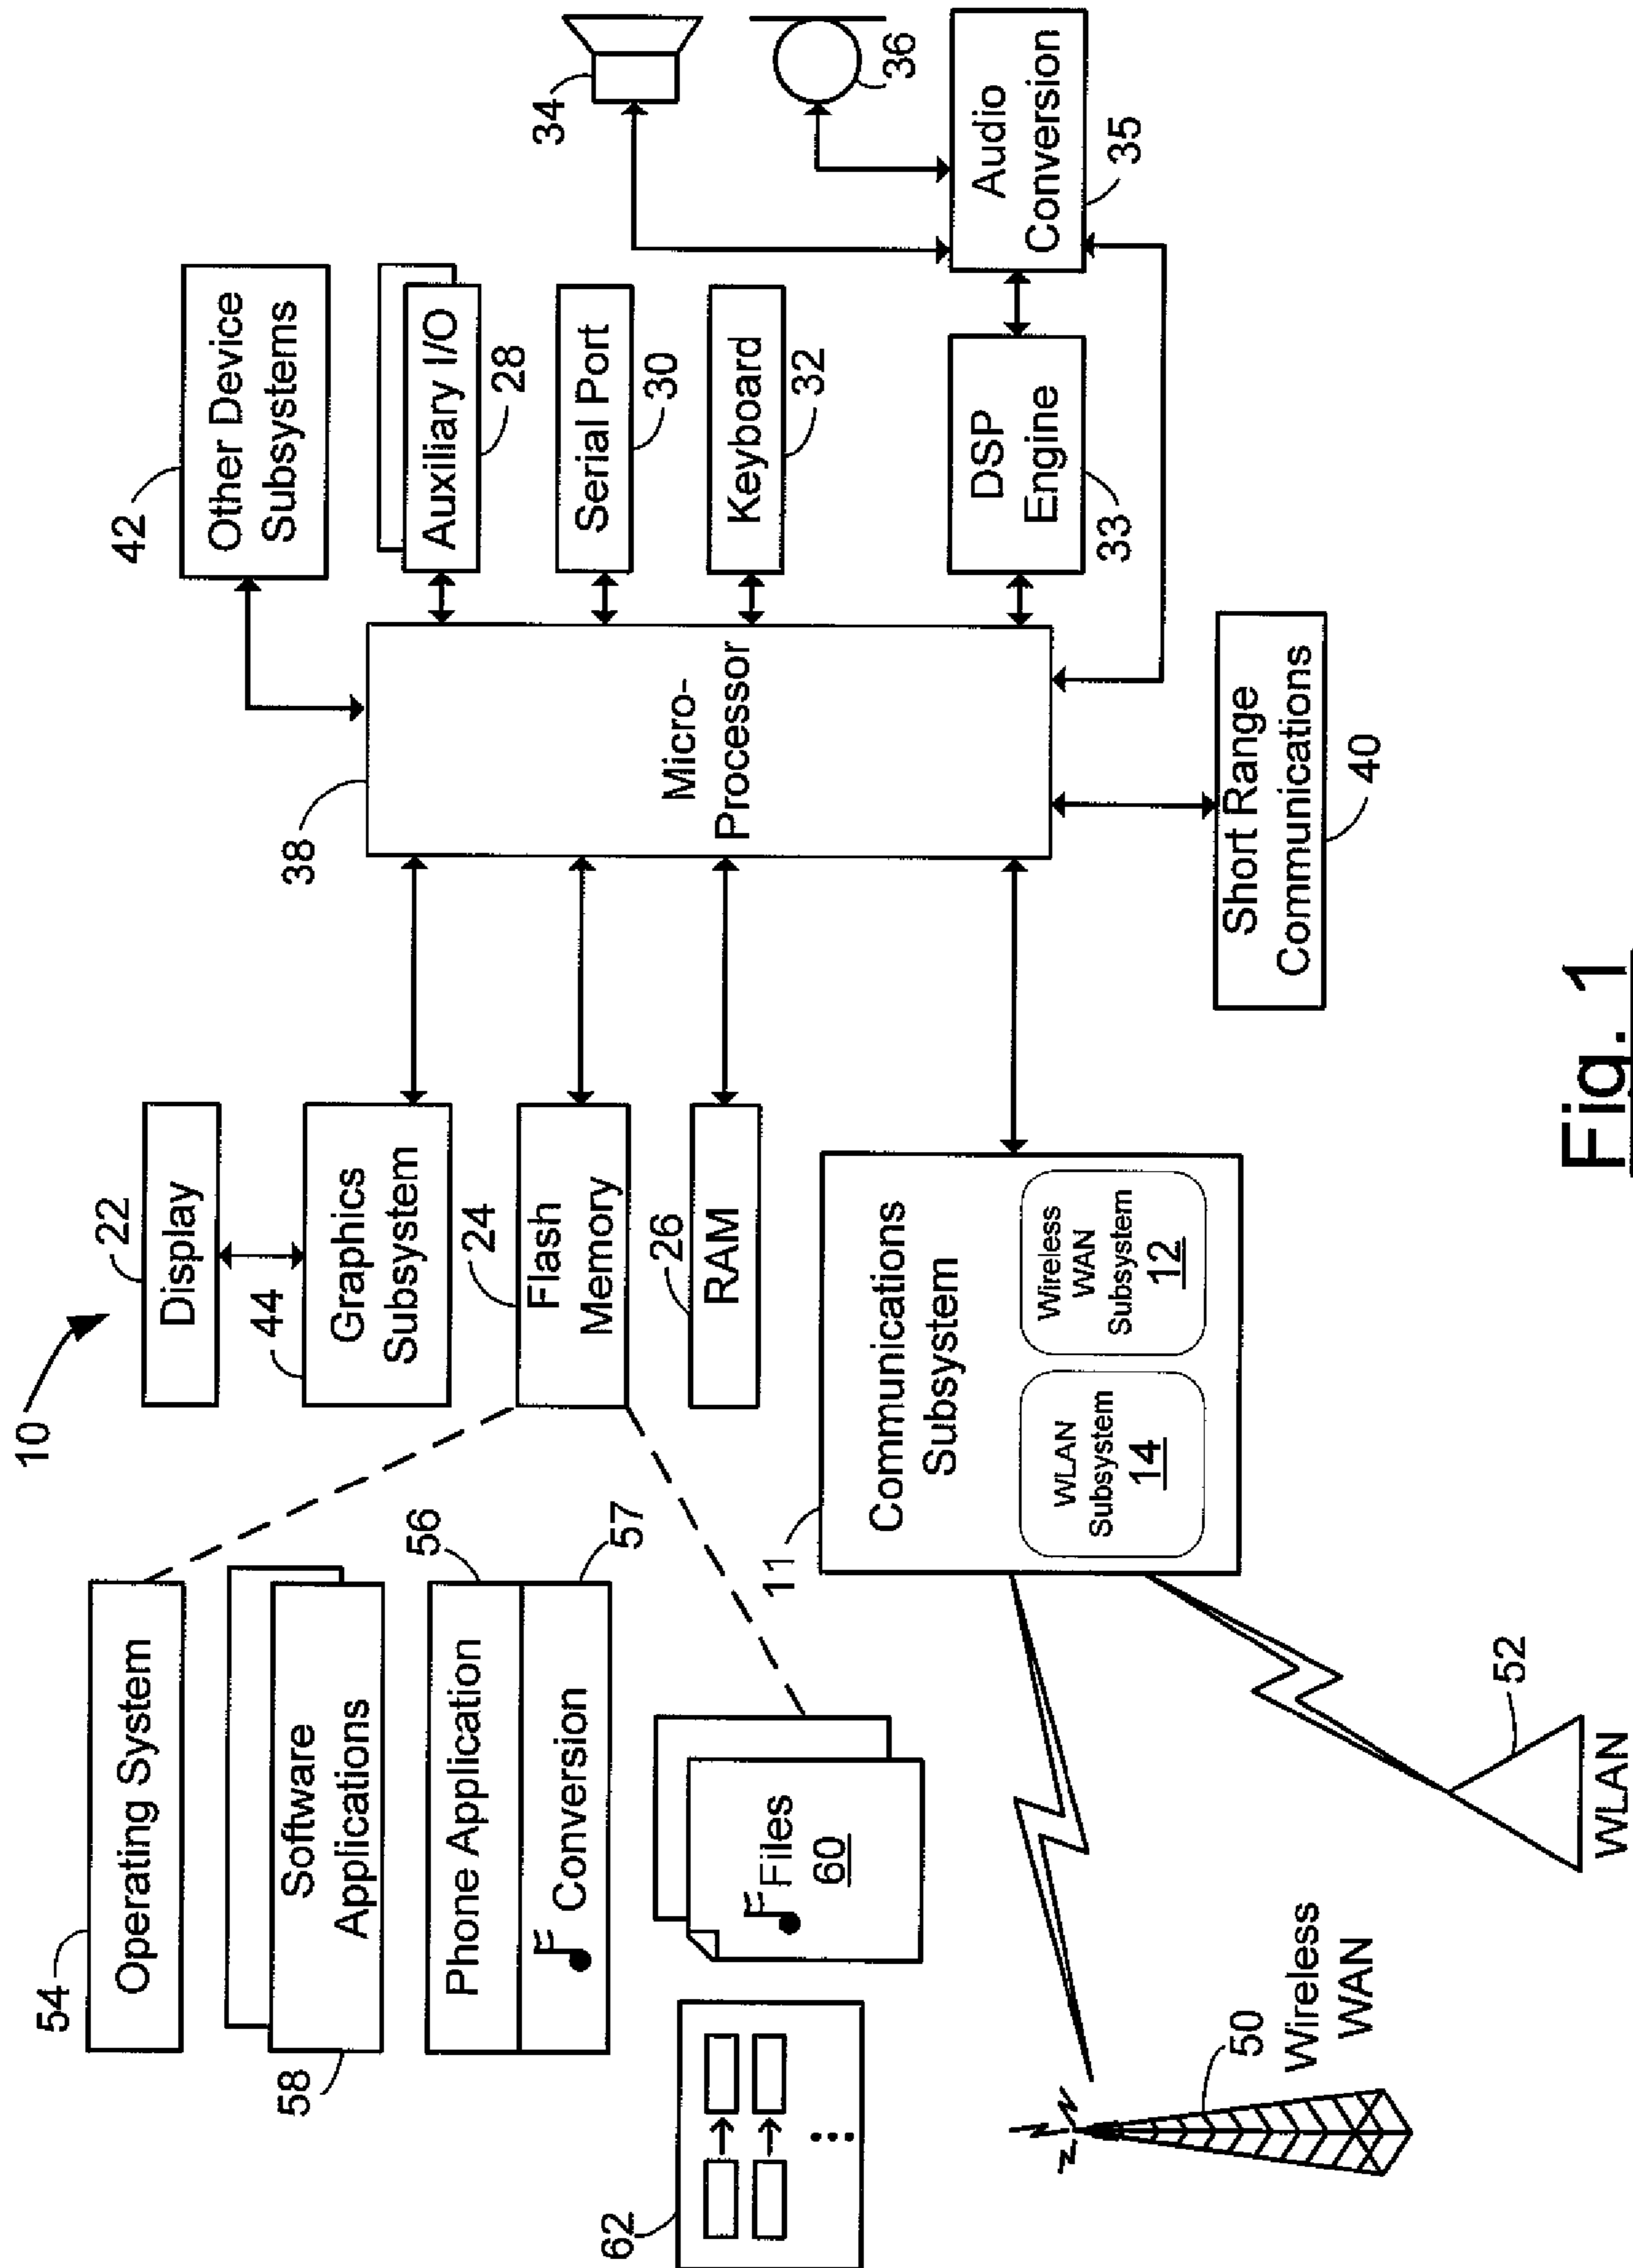 10
22
Display
44
Graphics
Subsystem
24
Flash
Memory
26
RAM
54
Operating System
58
Software
Applications
56
Phone Application
57
Conversion
Files
60
62
38
Micro-
Processor
42
Other Device
Subsystems
Auxiliary I/O
28
Serial Port
30
Keyboard
32
DSP
Engine
33
34
36
Audio
Conversion
35
11
Communications
Subsystem
WLAN
Subsystem
14
Wireless
WAN
Subsystem
12
Short Range
Communications
40
50
Wireless
WAN
52
WLAN
Fig. 1